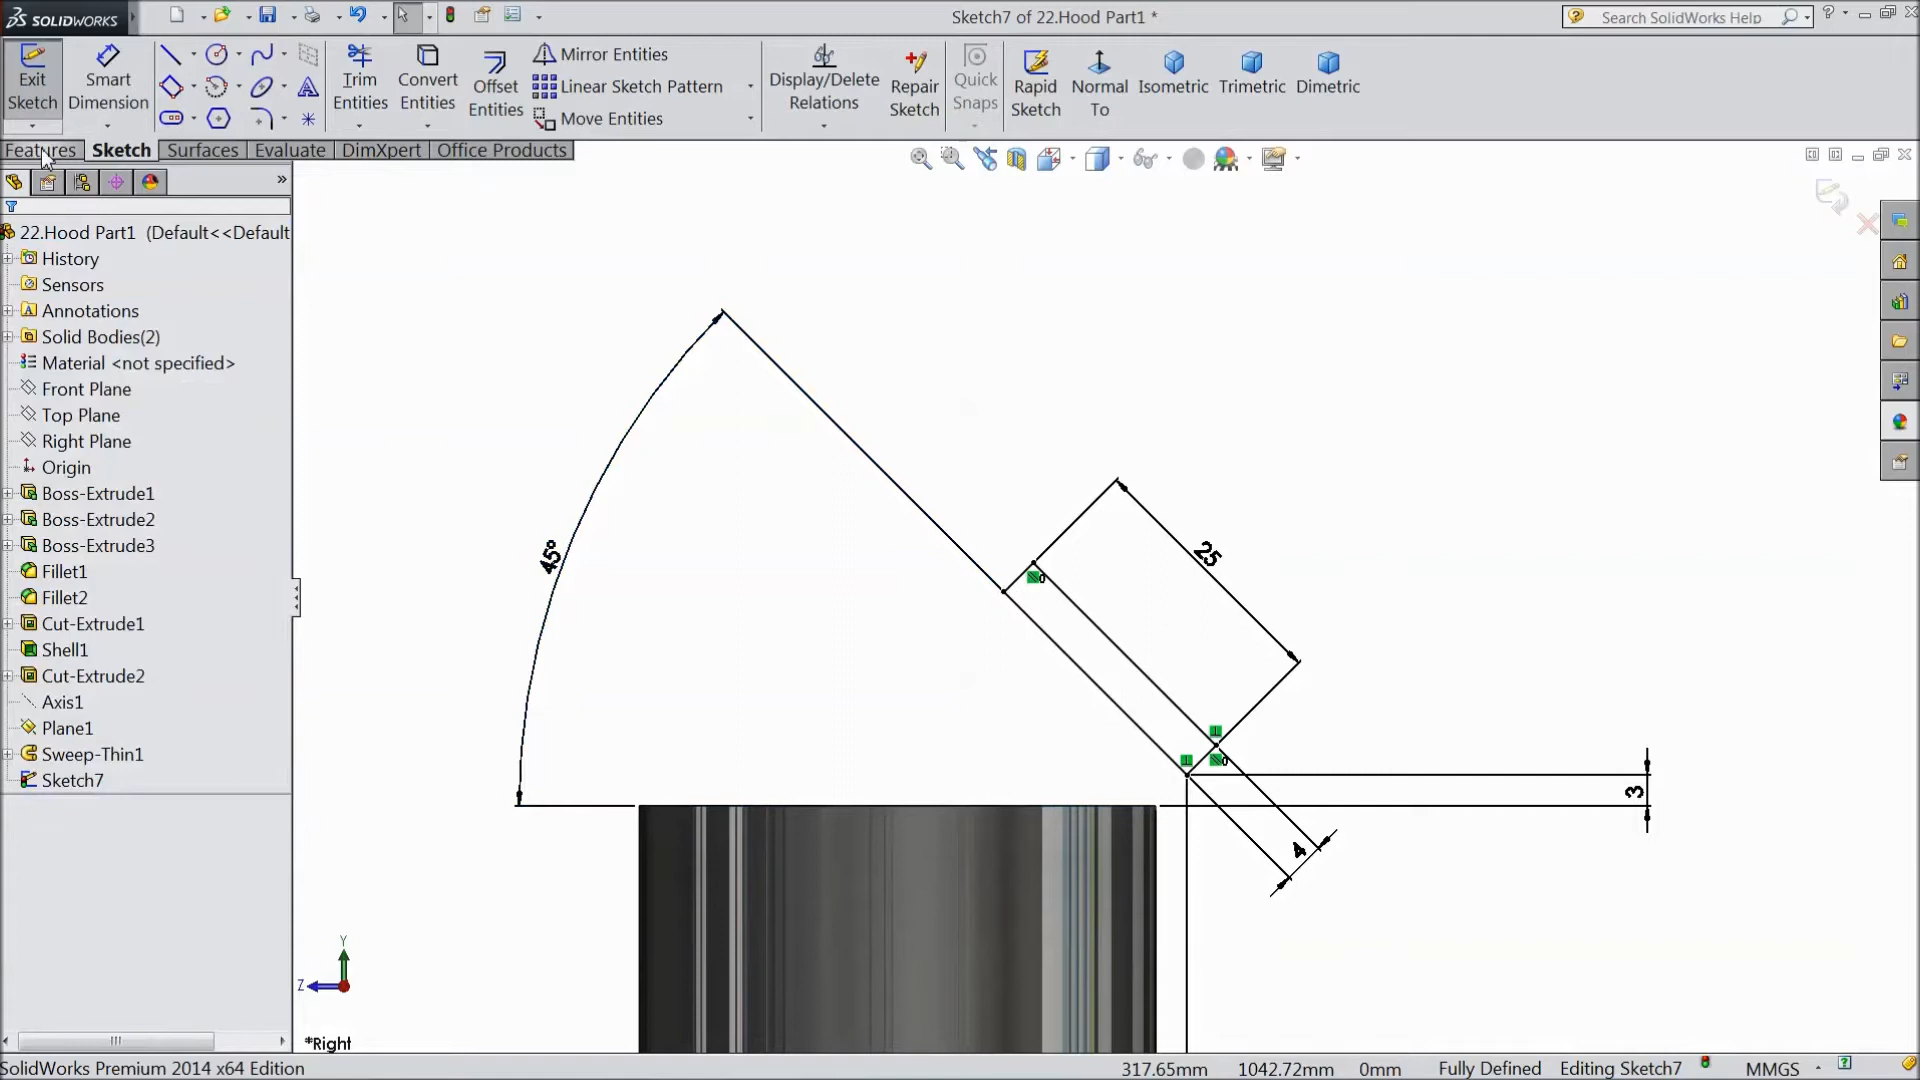 SOLIDWORKS
Sketch7 of 22.Hood Part1 *
Search SolidWorks Help
Exit Sketch
Smart Dimension
Trim Entities
Convert Entities
Offset Entities
Mirror Entities
Linear Sketch Pattern
Move Entities
Display/Delete Relations
Repair Sketch
Quick Snaps
Rapid Sketch
Normal To
Isometric
Trimetric
Dimetric
Features
Sketch
Surfaces
Evaluate
DimXpert
Office Products
22.Hood Part1 (Default<<Default
History
Sensors
Annotations
Solid Bodies(2)
Material <not specified>
Front Plane
Top Plane
Right Plane
Origin
Boss-Extrude1
Boss-Extrude2
Boss-Extrude3
Fillet1
Fillet2
Cut-Extrude1
Shell1
Cut-Extrude2
Axis1
Plane1
Sweep-Thin1
Sketch7
45°
25
0
0
3
4
Y
Z
*Right
SolidWorks Premium 2014 x64 Edition
317.65mm
1042.72mm
0mm
Fully Defined
Editing Sketch7
MMGS